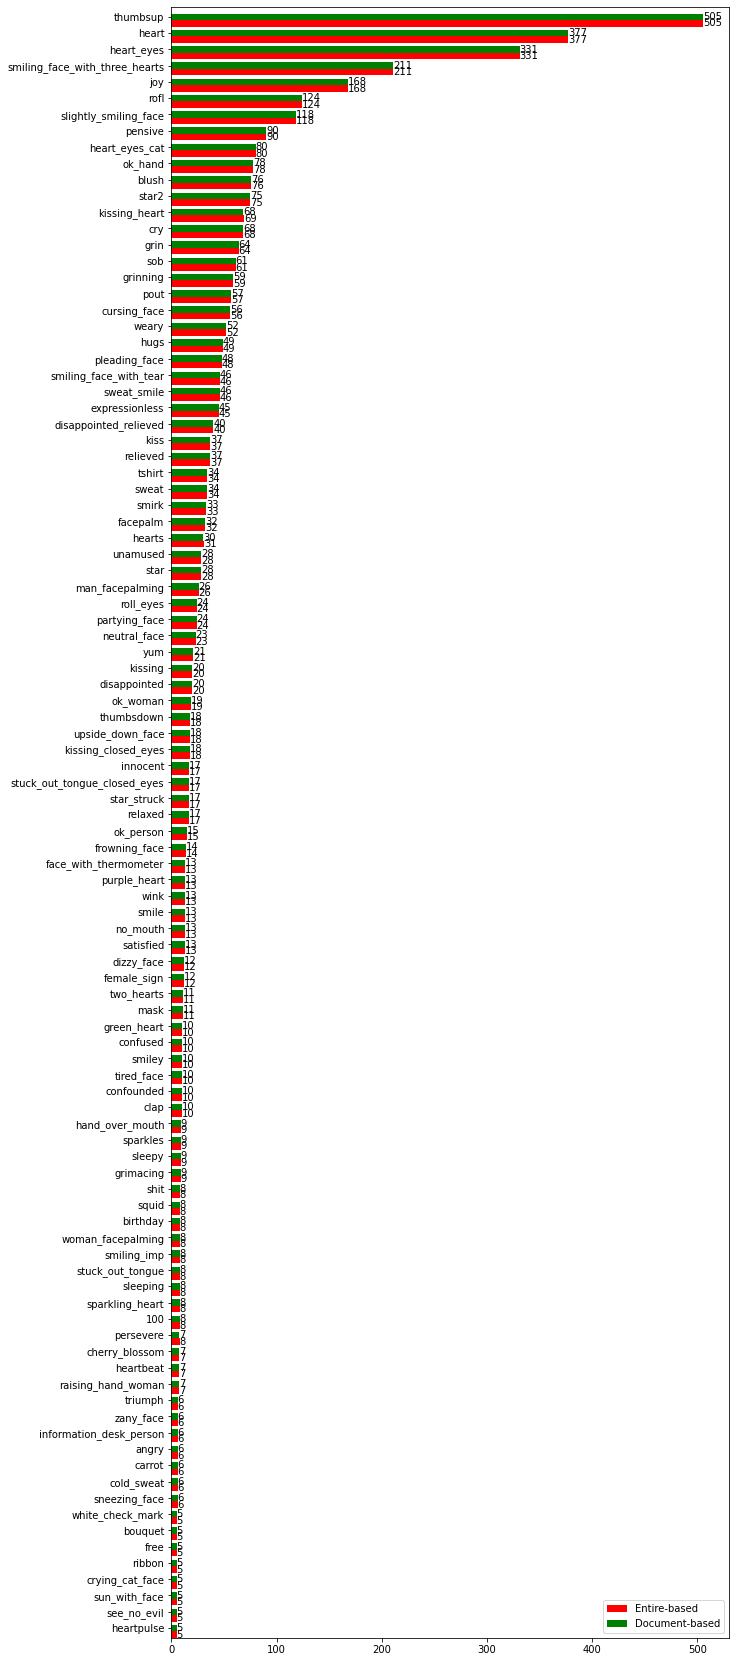 thumbsup 505 505
heart 377 377
heart_eyes 331 331
smiling_face_with_three_hearts 211 211
joy 168 168
rofl 124 124
slightly_smiling_face 118 118
pensive 90 90
heart_eyes_cat 80 80
ok_hand 78 78
blush 76 76
star2 75 75
kissing_heart 68 69
cry 68 68
grin 64 64
sob 61 61
grinning 59 59
pout 57 57
cursing_face 56 56
weary 52 52
hugs 49 49
pleading_face 48 48
smiling_face_with_tear 46 46
sweat_smile 46 46
expressionless 45 45
disappointed_relieved 40 40
kiss 37 37
relieved 37 37
tshirt 34 34
sweat 34 34
smirk 33 33
facepalm 32 32
hearts 30 31
unamused 28 28
star 28 28
man_facepalming 26 26
roll_eyes 24 24
partying_face 24 24
neutral_face 23 23
yum 21 21
kissing 20 20
disappointed 20 20
ok_woman 19 19
thumbsdown 18 18
upside_down_face 18 18
kissing_closed_eyes 18 18
innocent 17 17
stuck_out_tongue_closed_eyes 17 17
star_struck 17 17
relaxed 17 17
ok_person 15 15
frowning_face 14 14
face_with_thermometer 13 13
purple_heart 13 13
wink 13 13
smile 13 13
no_mouth 13 13
satisfied 13 13
dizzy_face 12 12
female_sign 12 12
two_hearts 11 11
mask 11 11
green_heart 10 10
confused 10 10
smiley 10 10
tired_face 10 10
confounded 10 10
clap 10 10
hand_over_mouth 9 9
sparkles 9 9
sleepy 9 9
grimacing 9 9
shit 8 8
squid 8 8
birthday 8 8
woman_facepalming 8 8
smiling_imp 8 8
stuck_out_tongue 8 8
sleeping 8 8
sparkling_heart 8 8
100 8 8
persevere 7 8
cherry_blossom 7 7
heartbeat 7 7
raising_hand_woman 7 7
triumph 6 6
zany_face 6 6
information_desk_person 6 6
angry 6 6
carrot 6 6
cold_sweat 6 6
sneezing_face 6 6
white_check_mark 5 5
bouquet 5 5
free 5 5
ribbon 5 5
crying_cat_face 5 5
sun_with_face 5 5
see_no_evil 5 5
heartpulse 5 5
Entire-based
Document-based
0 100 200 300 400 500